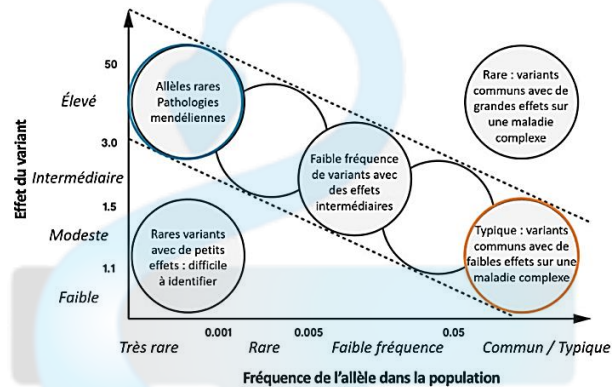 Effet du variant
50
Élevé
3.0
Intermédiaire
1.5
Modeste
1.1
Faible
Allèles rares
Pathologies
mendéliennes
Rare : variants
communs avec de
grandes effets sur
une maladie
complexe
Faible fréquence
de variants avec
des effets
intermédiaires
Rares variants
avec de petits
effets : difficile
à identifier
Typique : variants
communs avec de
faibles effets sur une
maladie complexe
0.001
0.005
0.05
Très rare
Rare
Faible fréquence
Commun / Typique
Fréquence de l'allèle dans la population